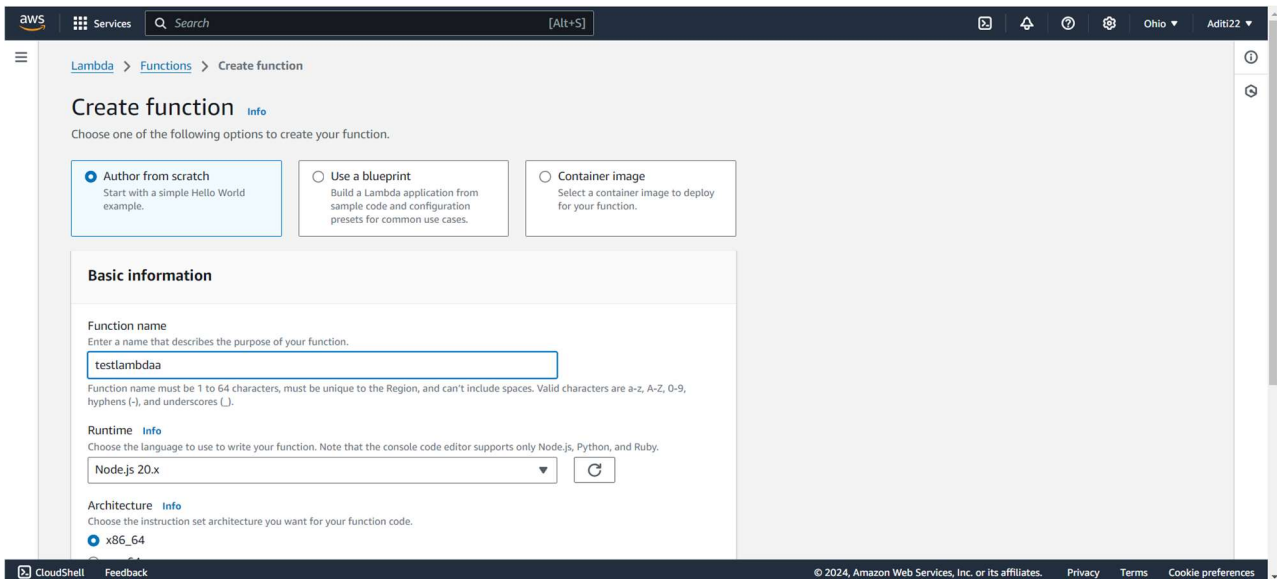 aws
Services
Search
[Alt+S]
Ohio
Aditi22
Lambda > Functions > Create function
Create function Info
Choose one of the following options to create your function.
Author from scratch
Start with a simple Hello World
example.
Use a blueprint
Build a Lambda application from
sample code and configuration
presets for common use cases.
Container image
Select a container image to deploy
for your function.
Basic information
Function name
Enter a name that describes the purpose of your function.
testlambdaa
Function name must be 1 to 64 characters, must be unique to the Region, and can't include spaces. Valid characters are a-z, A-Z, 0-9,
hyphens (-), and underscores (_).
Runtime Info
Choose the language to use to write your function. Note that the console code editor supports only Node.js, Python, and Ruby.
Node.js 20.x
Architecture Info
Choose the instruction set architecture you want for your function code.
x86_64
CloudShell Feedback
© 2024, Amazon Web Services, Inc. or its affiliates. Privacy Terms Cookie preferences